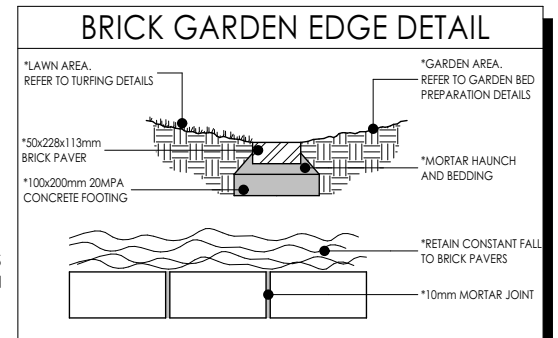 BRICK GARDEN EDGE DETAIL
*LAWN AREA.
REFER TO TURFING DETAILS
*50x228x113mm
BRICK PAVER
*100x200mm 20MPA
CONCRETE FOOTING
*GARDEN AREA.
REFER TO GARDEN BED
PREPARATION DETAILS
*MORTAR HAUNCH
AND BEDDING
*RETAIN CONSTANT FALL
TO BRICK PAVERS
*10mm MORTAR JOINT